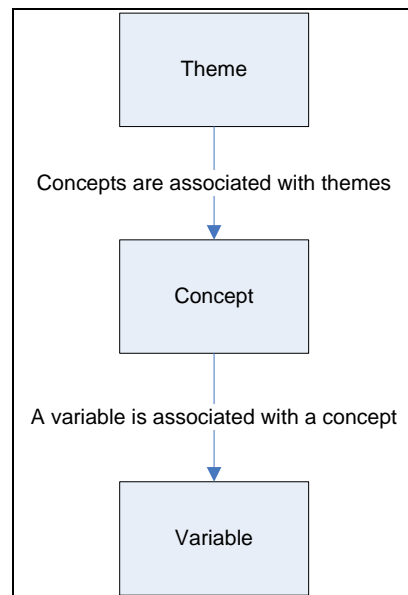 Theme
Concepts are associated with themes
Concept
A variable is associated with a concept
Variable